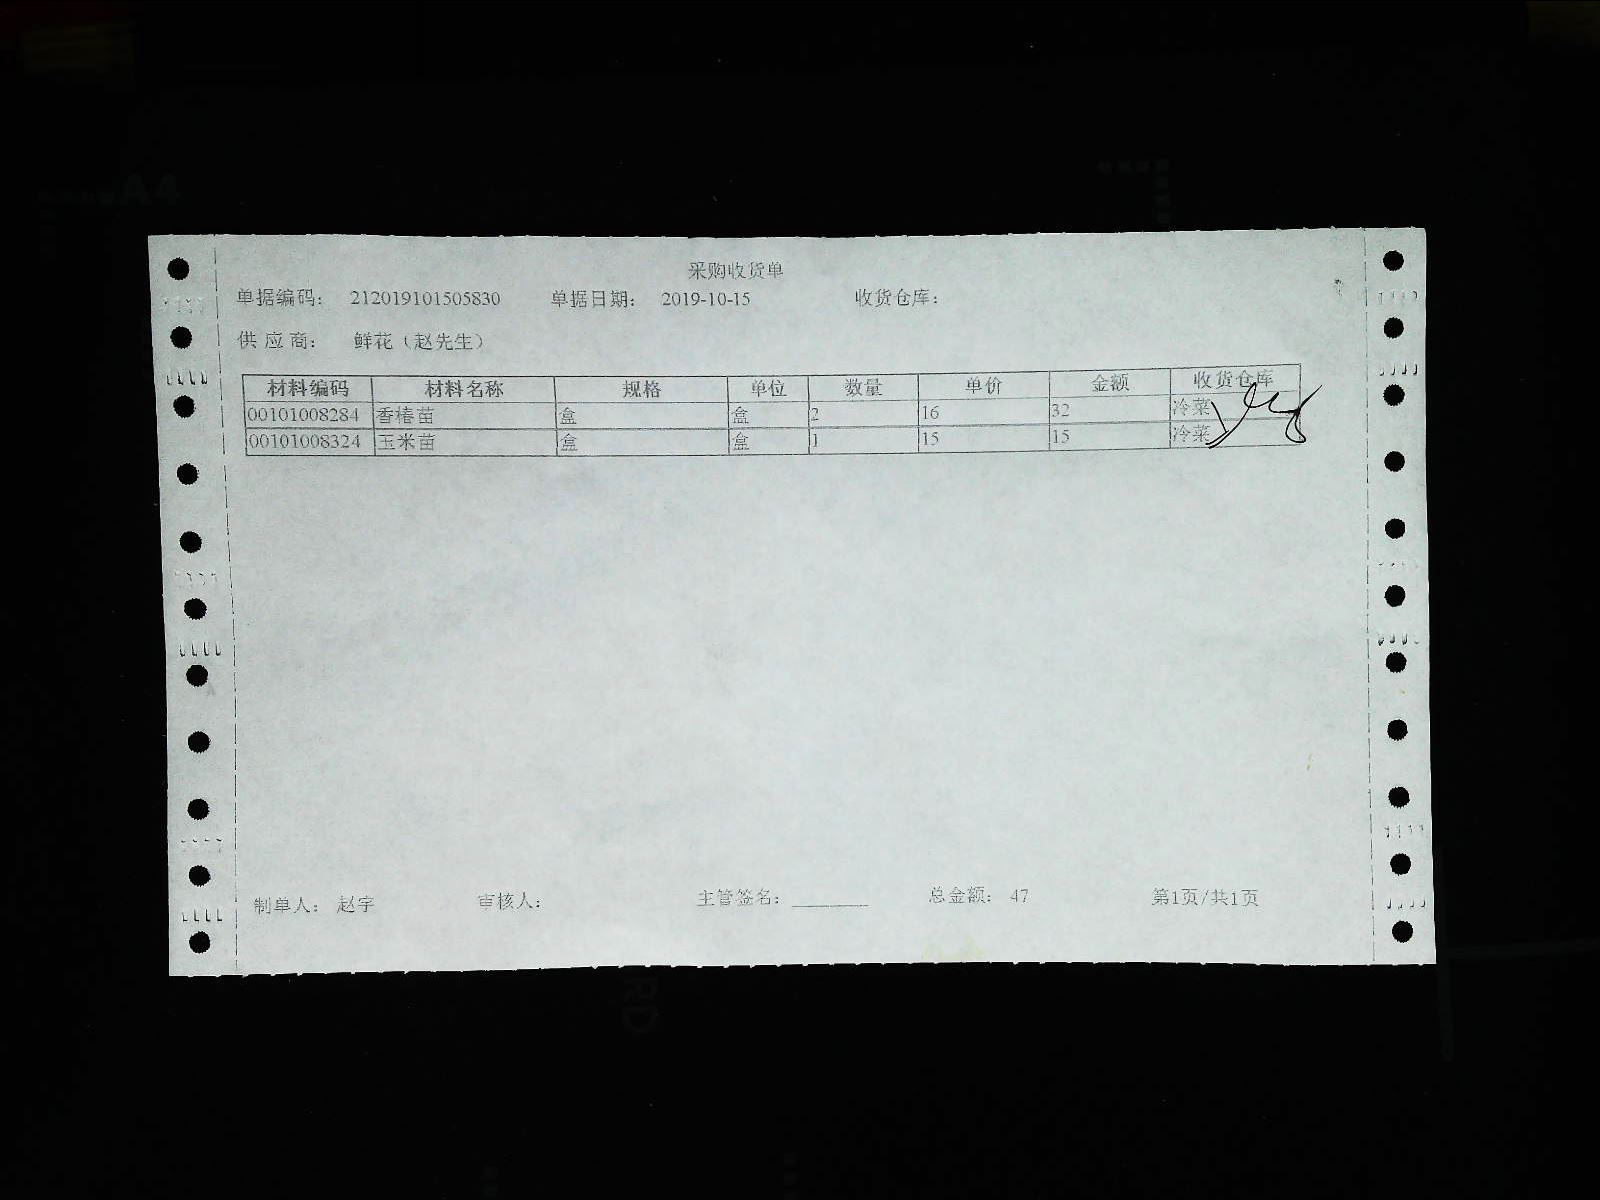 采购收货单
单据编码： 212019101505830 单据日期： 2019-10-15 收货仓库：
供应商： 鲜花（赵先生）
材料编码 材料名称 规格 单位 数量 单价 金额 收货仓库
00101008284 香椿苗 盒 盒 2 16 32 冷菜
00101008324 玉米苗 盒 盒 1 15 15 冷菜
制单人： 赵宇 审核人： 主管签名： 总金额： 47 第1页/共1页